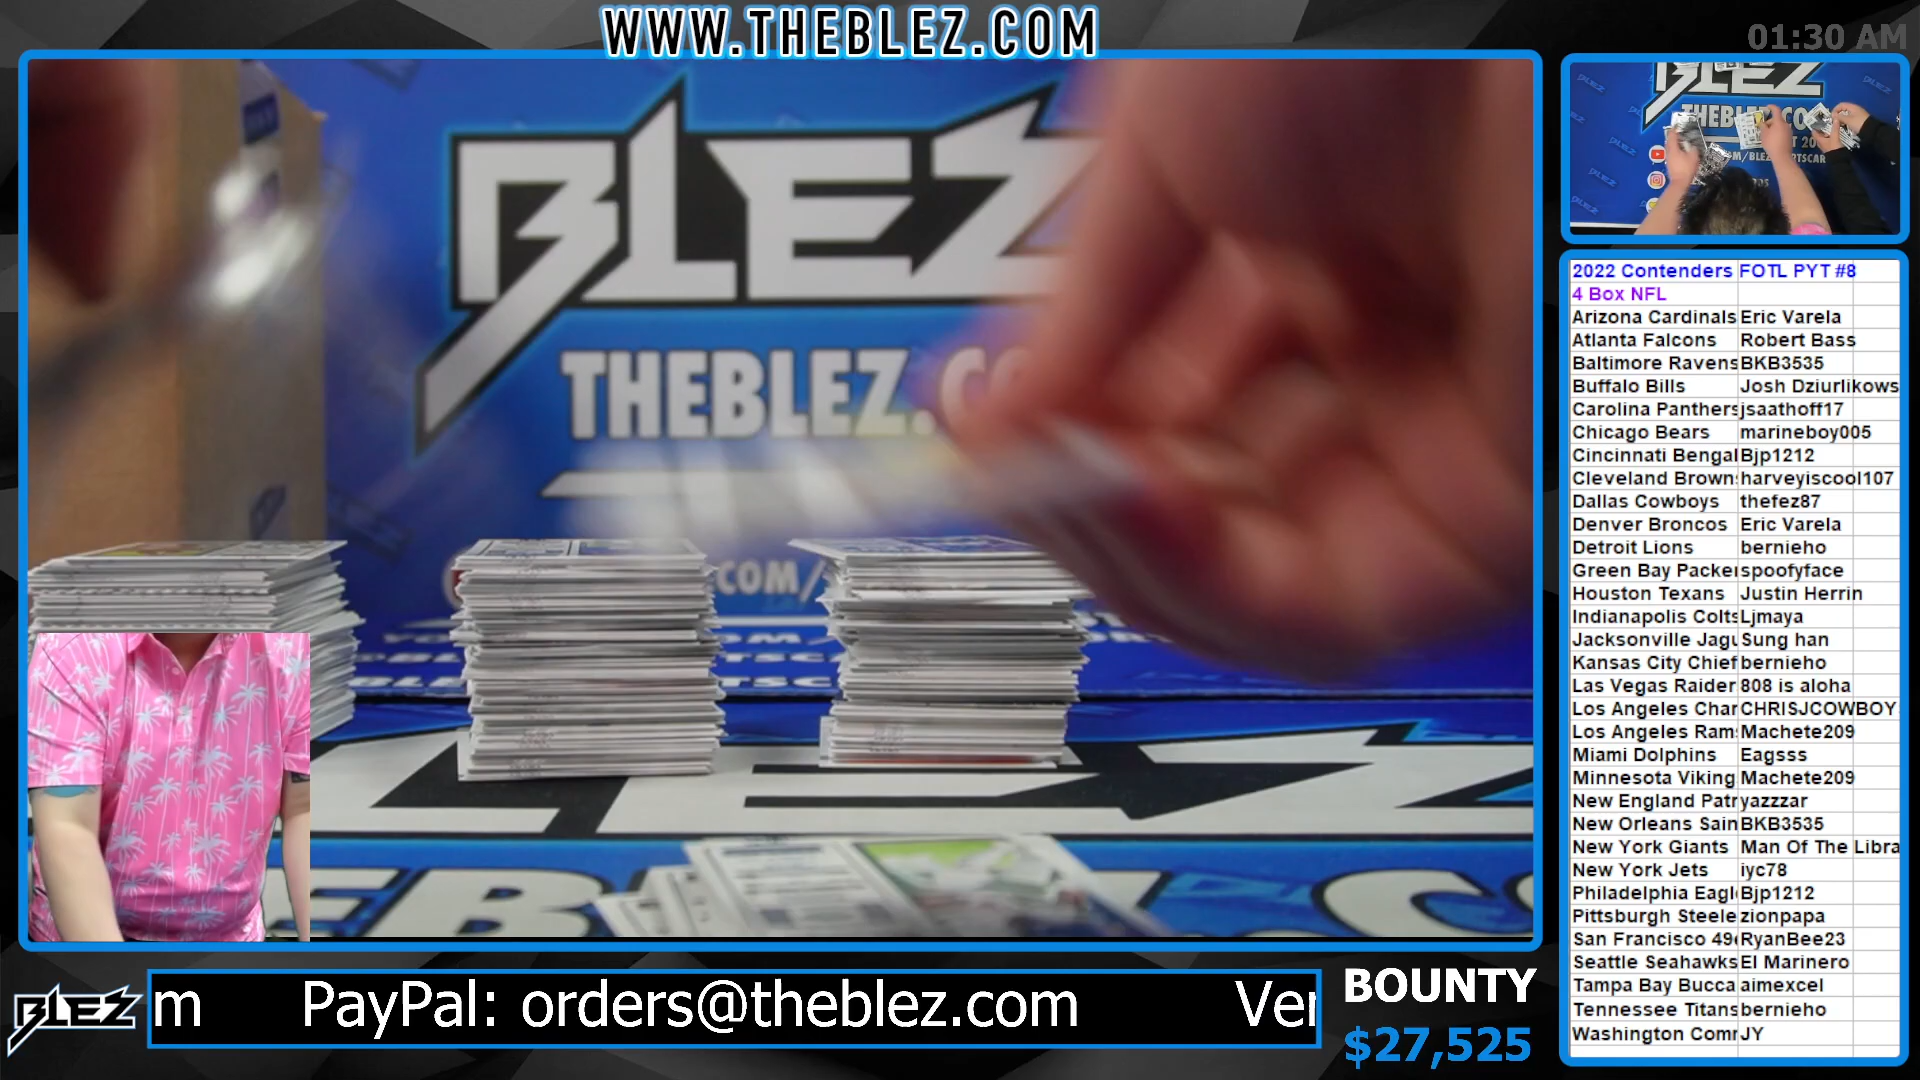 WWW.THEBLEZ.COM
01:30 AM
BLEZ
THEBLEZ.C
.COM/
BLEZ
2022 Contenders FOTL PYT #8
4 Box NFL
Arizona Cardinals Eric Varela
Atlanta Falcons Robert Bass
Baltimore Ravens BKB3535
Buffalo Bills Josh Dziurlikows
Carolina Panthers jsaathoff17
Chicago Bears marineboy005
Cincinnati Bengal Bjp1212
Cleveland Brown harveyiscool107
Dallas Cowboys thefez87
Denver Broncos Eric Varela
Detroit Lions bernieho
Green Bay Packer spoofyface
Houston Texans Justin Herrin
Indianapolis Colts Ljmaya
Jacksonville Jagu Sung han
Kansas City Chief bernieho
Las Vegas Raider 808 is aloha
Los Angeles Char CHRISJCOWBOY
Los Angeles Ram Machete209
Miami Dolphins Eagsss
Minnesota Viking Machete209
New England Patr yazzzar
New Orleans Sain BKB3535
New York Giants Man Of The Libra
New York Jets iyc78
Philadelphia Eagl Bjp1212
Pittsburgh Steele zionpapa
San Francisco 49 RyanBee23
Seattle Seahawks El Marinero
Tampa Bay Bucca aimexcel
Tennessee Titans bernieho
Washington Com JY
BLEZ
m PayPal: orders@theblez.com Ver
BOUNTY
$27,525